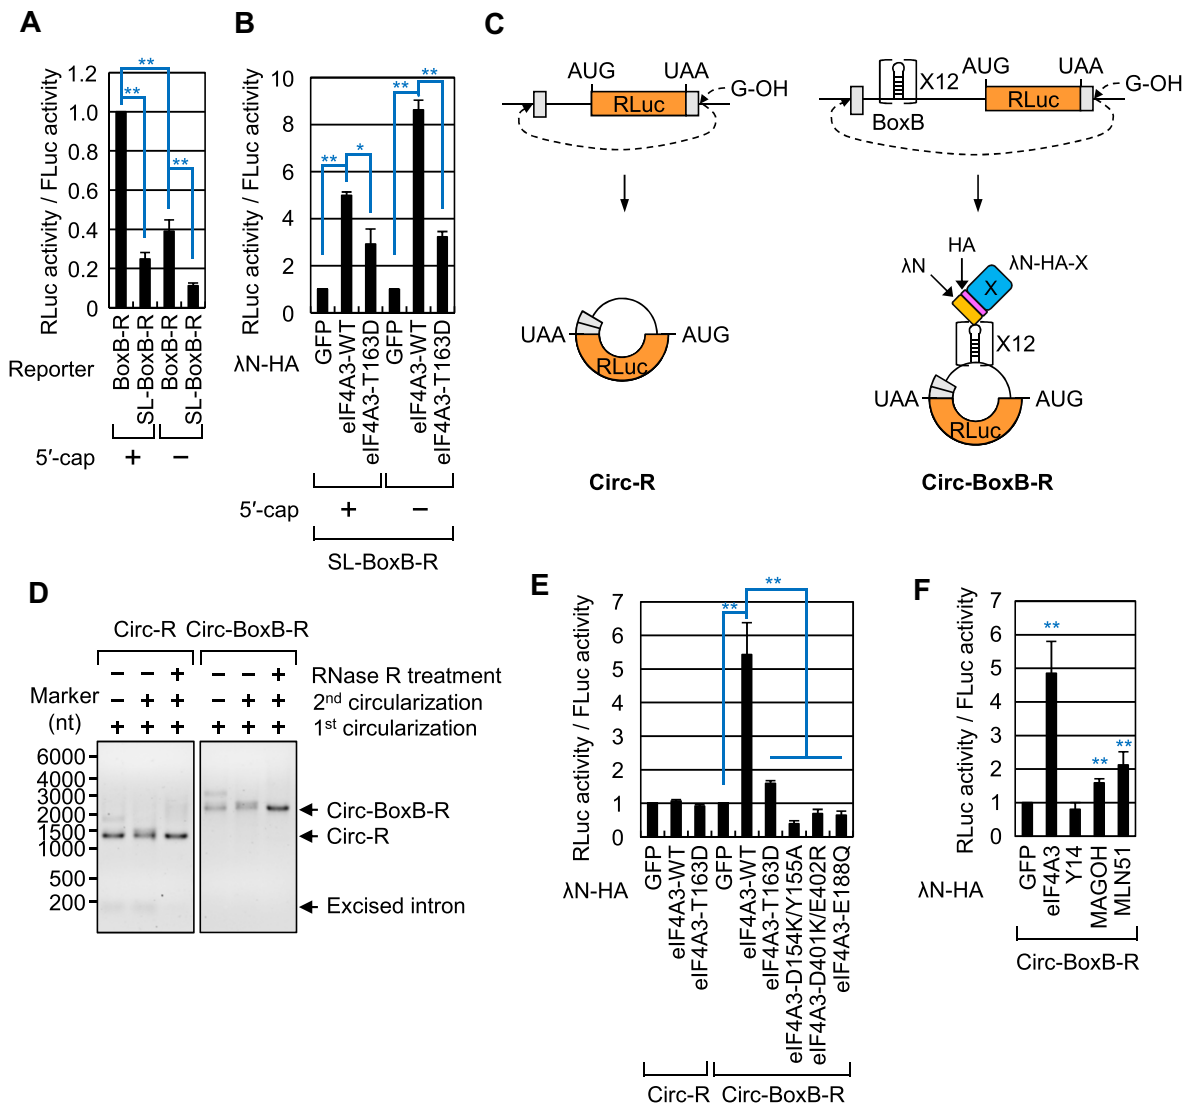 A
RLuc activity / FLuc activity
1.2
1.0
0.8
0.6
0.4
0.2
0
**
**
**
Reporter
BoxB-R
SL-BoxB-R
BoxB-R
SL-BoxB-R
5′-cap
+
−
B
RLuc activity / FLuc activity
10
8
6
4
2
0
**
*
**
**
λN-HA
GFP
eIF4A3-WT
eIF4A3-T163D
GFP
eIF4A3-WT
eIF4A3-T163D
5′-cap
+
−
SL-BoxB-R
C
AUG
UAA
G-OH
RLuc
UAA
AUG
RLuc
Circ-R
X12
BoxB
AUG
UAA
G-OH
RLuc
HA
λN
λN-HA-X
X
X12
UAA
AUG
RLuc
Circ-BoxB-R
D
Circ-R
Circ-BoxB-R
− − + − − + RNase R treatment
Marker
− + + − + + 2nd circularization
(nt)
+ + + + + + 1st circularization
6000
4000
3000
2000
1500
1000
500
200
Circ-BoxB-R
Circ-R
Excised intron
E
RLuc activity / FLuc activity
7
6
5
4
3
2
1
0
**
**
λN-HA
GFP
eIF4A3-WT
eIF4A3-T163D
GFP
eIF4A3-WT
eIF4A3-T163D
eIF4A3-D154K/Y155A
eIF4A3-D401K/E402R
eIF4A3-E188Q
Circ-R
Circ-BoxB-R
F
RLuc activity / FLuc activity
7
6
5
4
3
2
1
0
**
**
**
λN-HA
GFP
eIF4A3
Y14
MAGOH
MLN51
Circ-BoxB-R